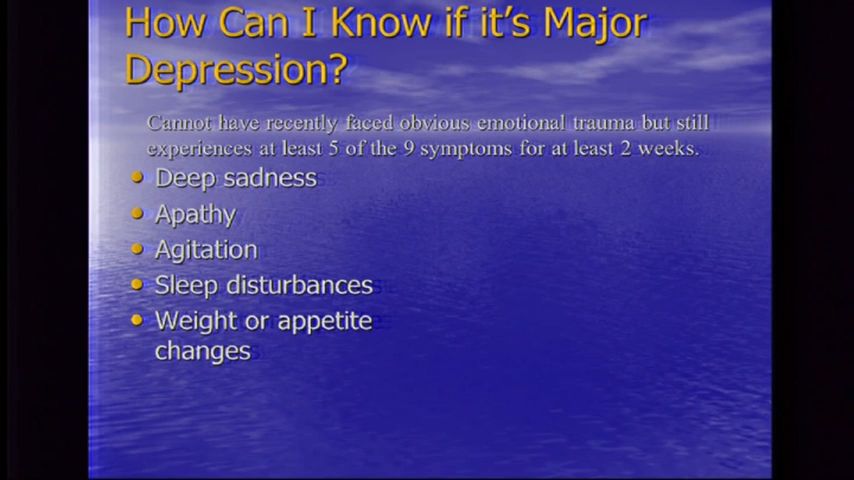 How Can I Know if it's Major
Depression?
Cannot have recently faced obvious emotional trauma but still
experiences at least 5 of the 9 symptoms for at least 2 weeks.
• Deep sadness
• Apathy
• Agitation
• Sleep disturbances
• Weight or appetite
changes